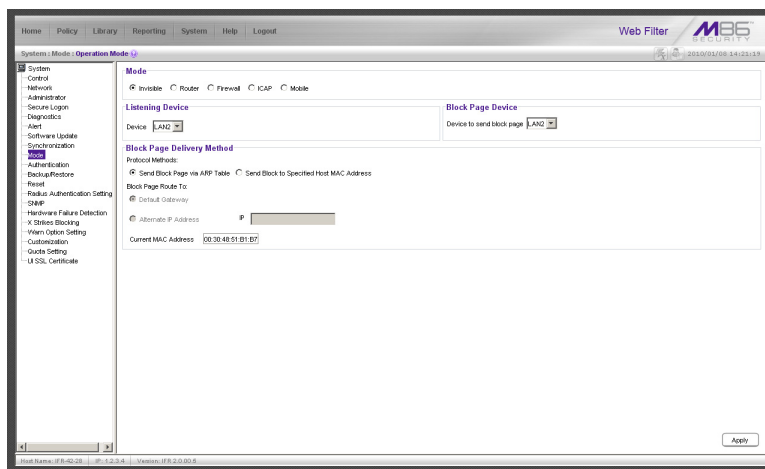 Home Policy Library Reporting System Help Logout
Web Filter
M86
SECURITY
System : Mode : Operation Mode
2010/01/08 14:21:19
System
Control
Network
Administrator
Secure Logon
Diagnostics
Alert
Software Update
Synchronization
Mode
Authentication
Backup/Restore
Reset
Radius Authentication Setting
SNMP
Hardware Failure Detection
X Strikes Blocking
Warn Option Setting
Customization
Quota Setting
UI SSL Certificate
Mode
Invisible Router Firewall ICAP Mobile
Listening Device
Device LAN2
Block Page Device
Device to send block page LAN2
Block Page Delivery Method
Protocol Methods:
Send Block Page via ARP Table Send Block to Specified Host MAC Address
Block Page Route To:
Default Gateway
Alternate IP Address IP
Current MAC Address 00:30:48:51:B1:B7
Apply
Host Name: IFR-42-28 IP: 1.2.3.4 Version: IFR 2.0.00.5